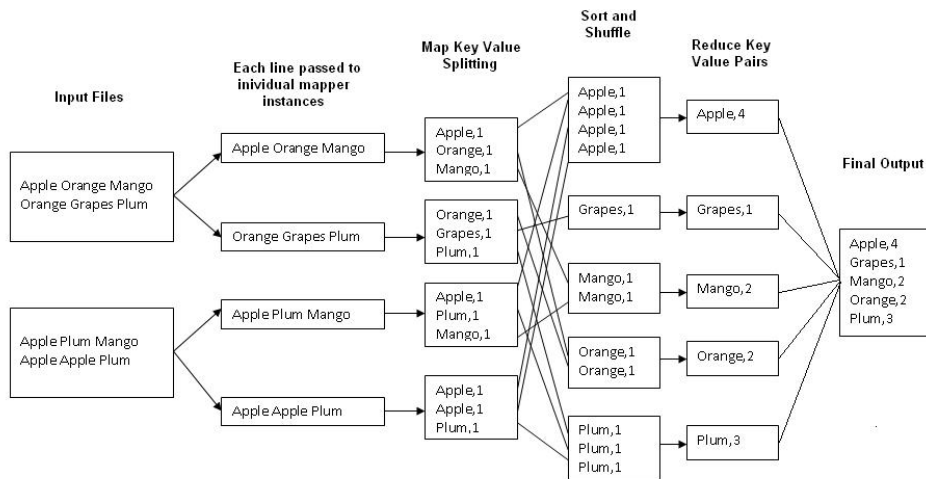 Input Files
Each line passed to
inividual mapper
instances
Map Key Value
Splitting
Sort and
Shuffle
Reduce Key
Value Pairs
Final Output
Apple Orange Mango
Orange Grapes Plum
Apple Plum Mango
Apple Apple Plum
Apple Orange Mango
Orange Grapes Plum
Apple Plum Mango
Apple Apple Plum
Apple,1
Orange,1
Mango,1
Orange,1
Grapes,1
Plum,1
Apple,1
Plum,1
Mango,1
Apple,1
Apple,1
Plum,1
Apple,1
Apple,1
Apple,1
Apple,1
Grapes,1
Mango,1
Mango,1
Orange,1
Orange,1
Plum,1
Plum,1
Plum,1
Apple,4
Grapes,1
Mango,2
Orange,2
Plum,3
Apple,4
Grapes,1
Mango,2
Orange,2
Plum,3